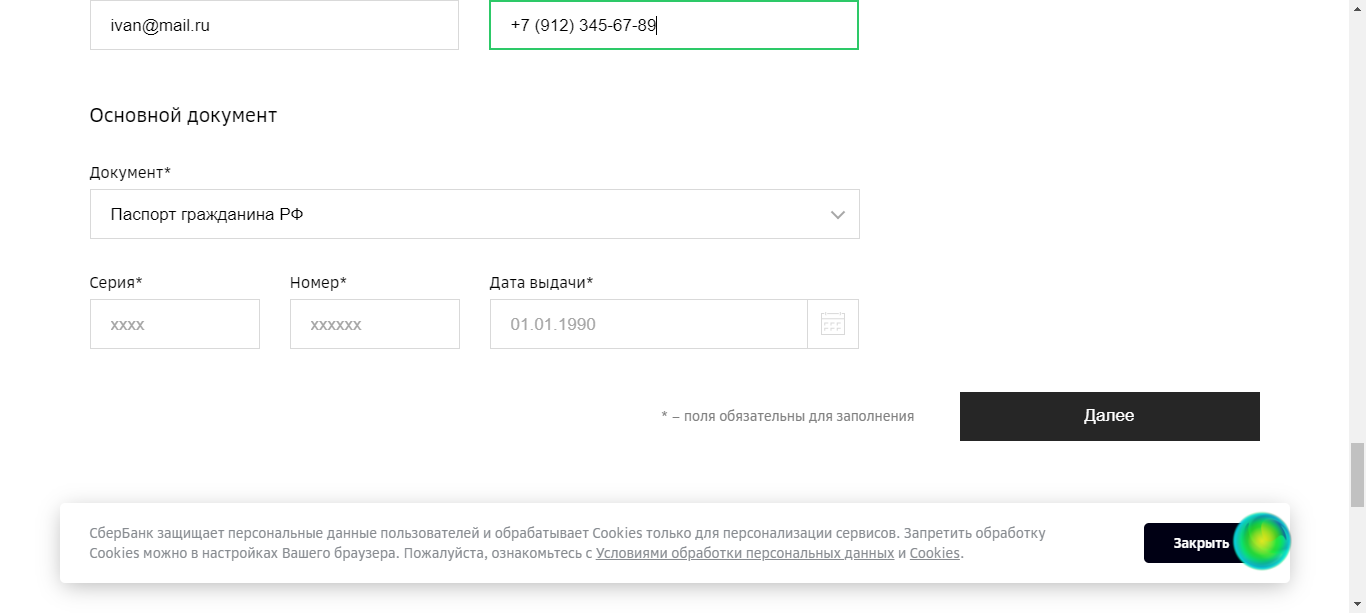 ivan@mail.ru +7 (912) 345-67-89
Основной документ
Документ*
Паспорт гражданина РФ
Серия* Номер* Дата выдачи*
xxxx xxxxxx 01.01.1990
* – поля обязательны для заполнения Далее
СберБанк защищает персональные данные пользователей и обрабатывает Cookies только для персонализации сервисов. Запретить обработку
Cookies можно в настройках Вашего браузера. Пожалуйста, ознакомьтесь с Условиями обработки персональных данных и Cookies.
Закрыть